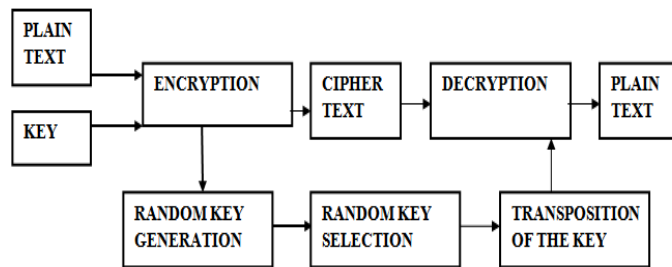 PLAIN
TEXT
KEY
ENCRYPTION
CIPHER
TEXT
DECRYPTION
PLAIN
TEXT
RANDOM KEY
GENERATION
RANDOM KEY
SELECTION
TRANSPOSITION
OF THE KEY